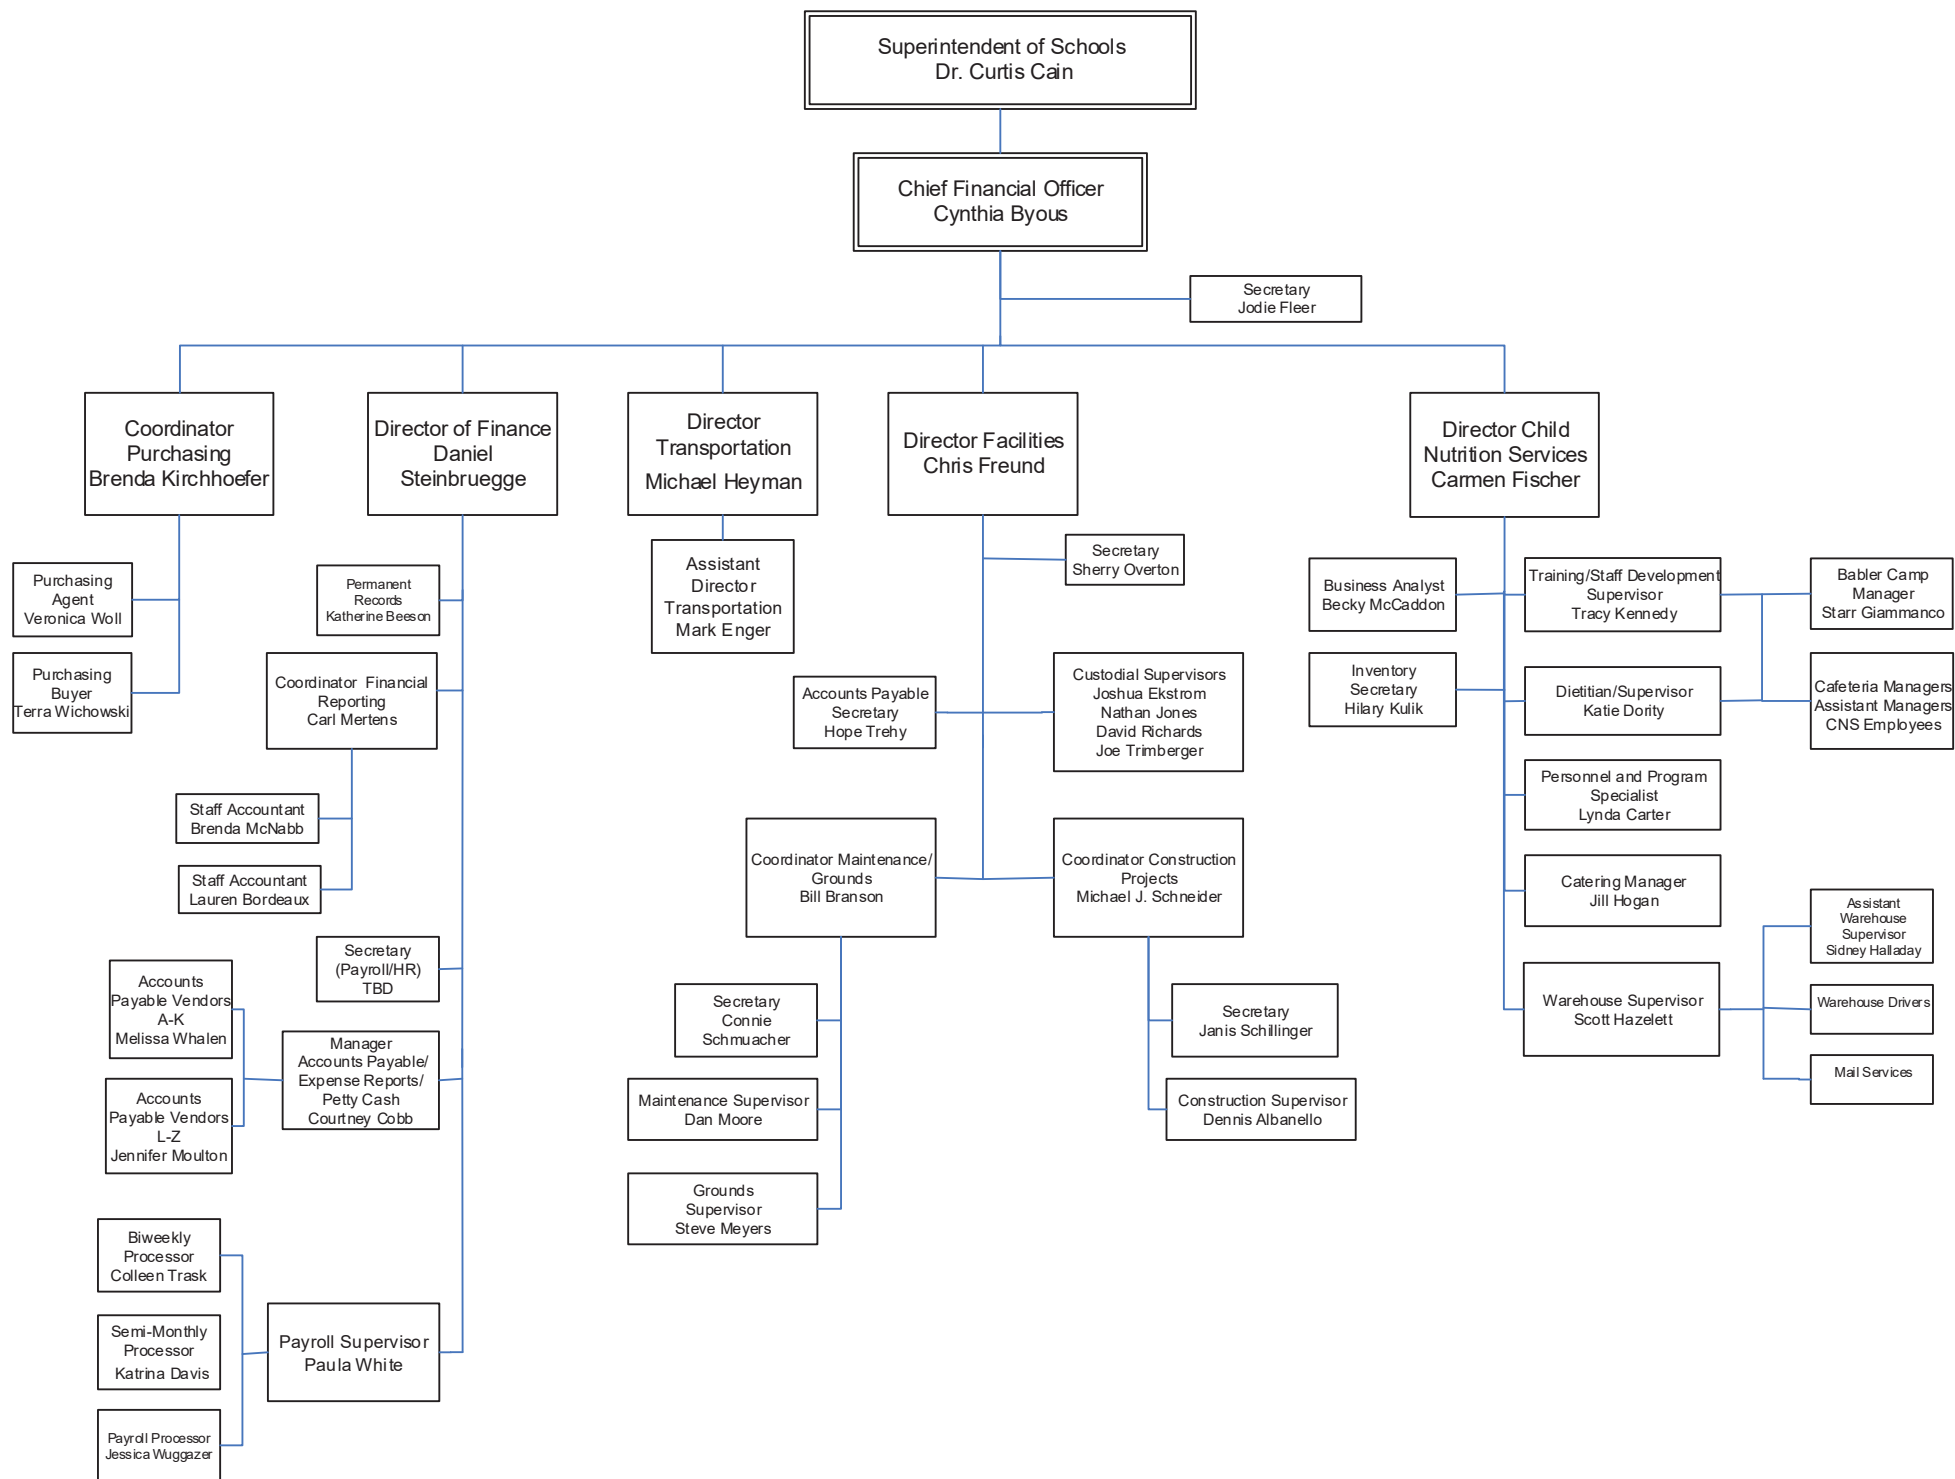 Superintendent of Schools
Dr. Curtis Cain
Chief Financial Officer
Cynthia Byous
Secretary
Jodie Fleer
Coordinator
Purchasing
Brenda Kirchhoefer
Director of Finance
Daniel
Steinbruegge
Director
Transportation
Michael Heyman
Director Facilities
Chris Freund
Director Child
Nutrition Services
Carmen Fischer
Purchasing
Agent
Veronica Woll
Purchasing
Buyer
Terra Wichowski
Permanent
Records
Katherine Beeson
Coordinator Financial
Reporting
Carl Mertens
Staff Accountant
Brenda McNabb
Staff Accountant
Lauren Bordeaux
Secretary
(Payroll/HR)
TBD
Accounts
Payable Vendors
A-K
Melissa Whalen
Accounts
Payable Vendors
L-Z
Jennifer Moulton
Manager
Accounts Payable/
Expense Reports/
Petty Cash
Courtney Cobb
Biweekly
Processor
Colleen Trask
Semi-Monthly
Processor
Katrina Davis
Payroll Processor
Jessica Wuggazer
Payroll Supervisor
Paula White
Assistant
Director
Transportation
Mark Enger
Secretary
Sherry Overton
Accounts Payable
Secretary
Hope Trehy
Custodial Supervisors
Joshua Ekstrom
Nathan Jones
David Richards
Joe Trimberger
Coordinator Maintenance/
Grounds
Bill Branson
Coordinator Construction
Projects
Michael J. Schneider
Secretary
Connie
Schmuacher
Maintenance Supervisor
Dan Moore
Grounds
Supervisor
Steve Meyers
Secretary
Janis Schillinger
Construction Supervisor
Dennis Albanello
Business Analyst
Becky McCaddon
Inventory
Secretary
Hilary Kulik
Training/Staff Development
Supervisor
Tracy Kennedy
Dietitian/Supervisor
Katie Dority
Personnel and Program
Specialist
Lynda Carter
Catering Manager
Jill Hogan
Warehouse Supervisor
Scott Hazelett
Babler Camp
Manager
Starr Giammanco
Cafeteria Managers
Assistant Managers
CNS Employees
Assistant
Warehouse
Supervisor
Sidney Halladay
Warehouse Drivers
Mail Services